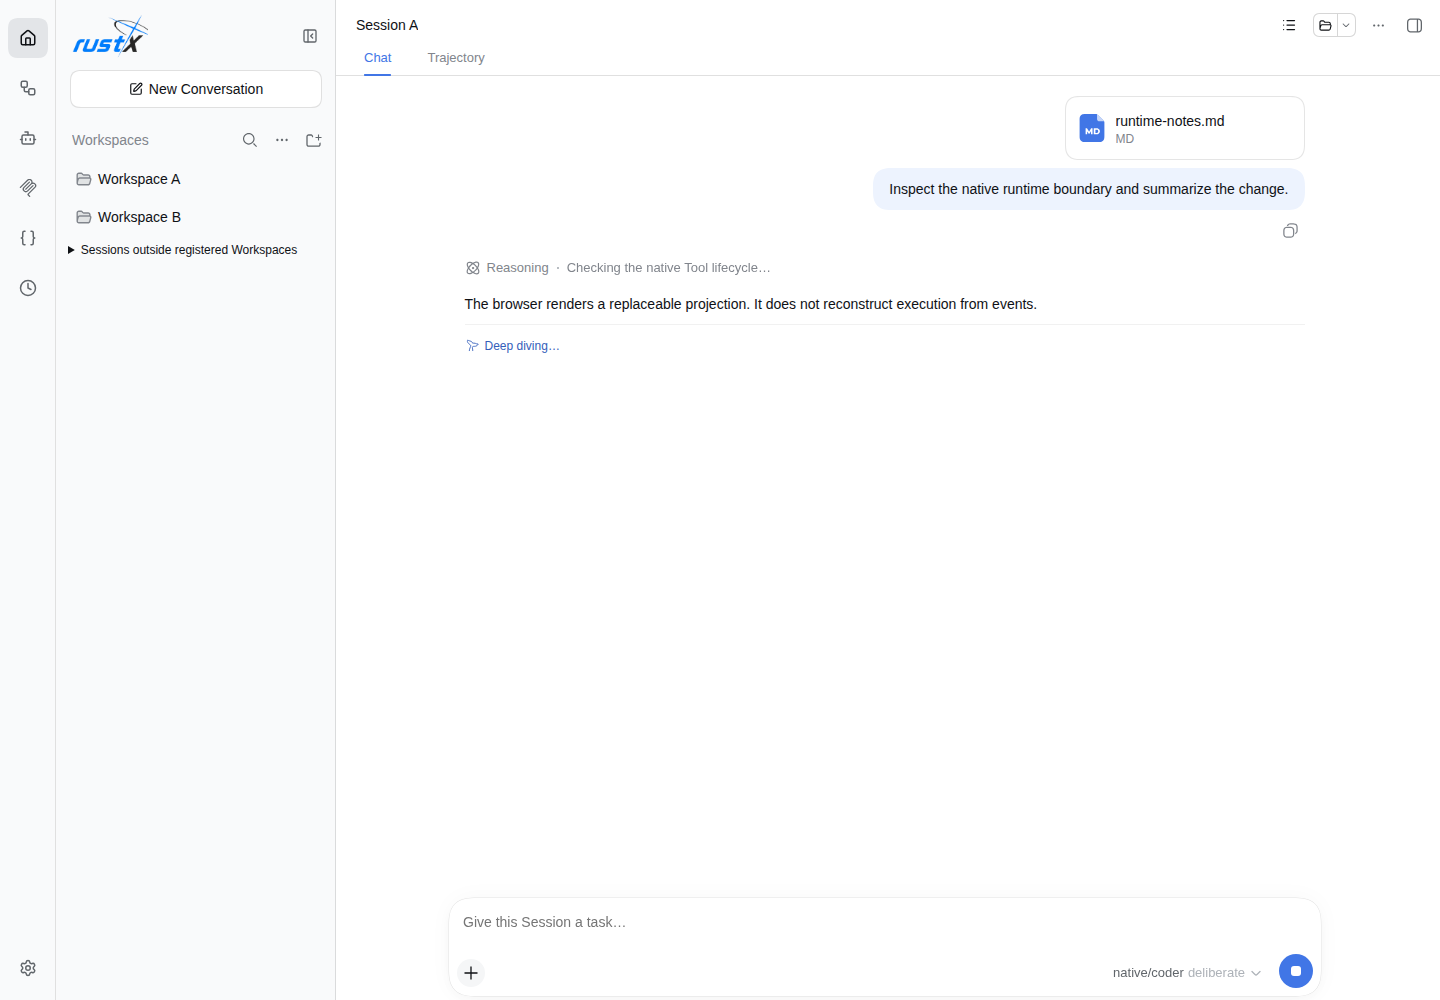 rustX
New Conversation
Workspaces
Workspace A
Workspace B
Sessions outside registered Workspaces
Session A
Chat
Trajectory
MD
runtime-notes.md
MD
Inspect the native runtime boundary and summarize the change.
Reasoning · Checking the native Tool lifecycle…
The browser renders a replaceable projection. It does not reconstruct execution from events.
Deep diving…
Give this Session a task…
native/coder deliberate